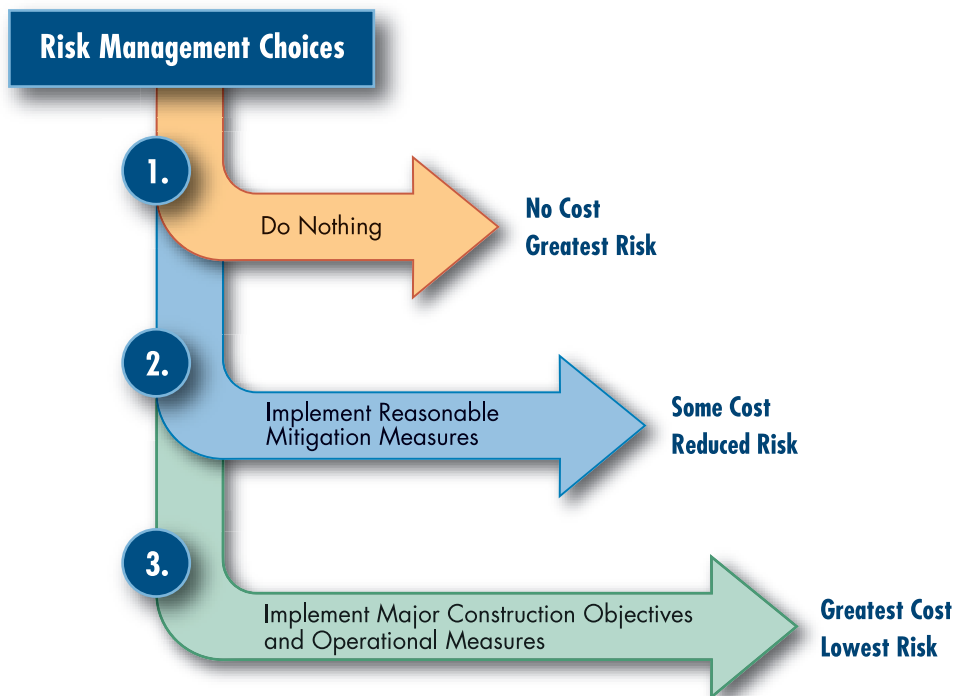 Risk Management Choices
1.
Do Nothing
No Cost
Greatest Risk
2.
Implement Reasonable
Mitigation Measures
Some Cost
Reduced Risk
3.
Implement Major Construction Objectives
and Operational Measures
Greatest Cost
Lowest Risk